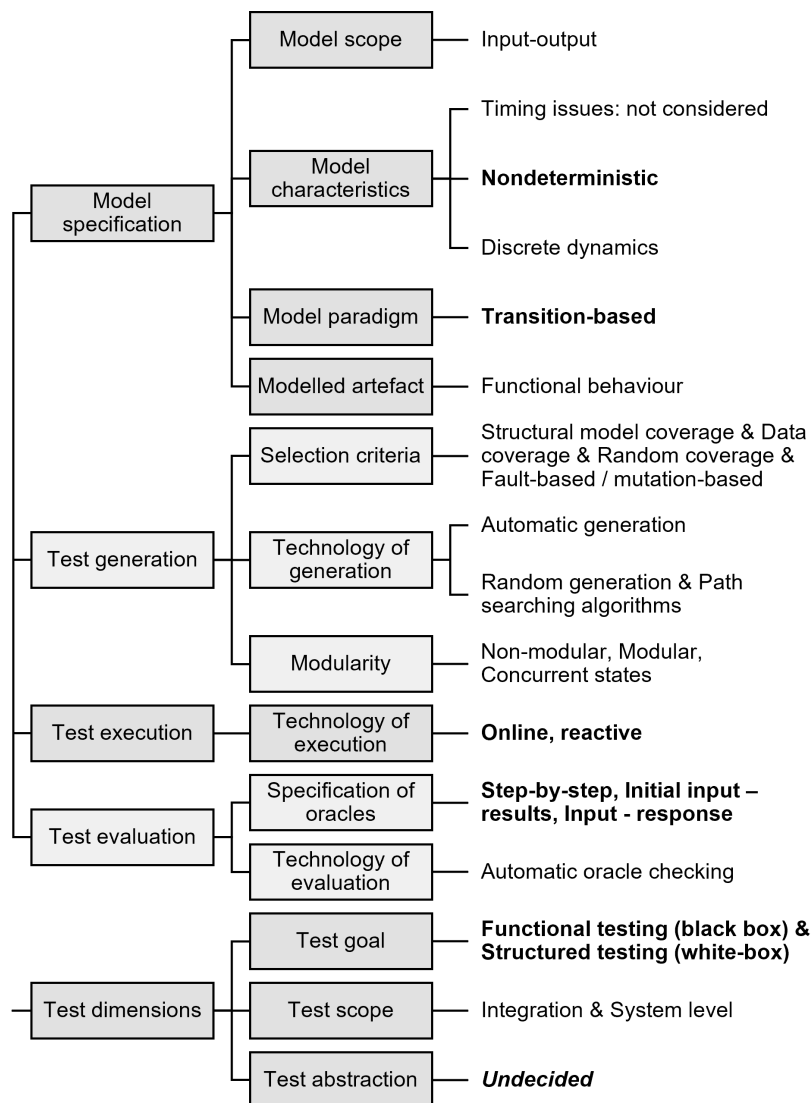 Model scope
Input-output
Timing issues: not considered
Model
characteristics
Nondeterministic
Model
specification
Discrete dynamics
Model paradigm
Transition-based
Modelled artefact
Functional behaviour
Selection criteria
Structural model coverage & Data
coverage & Random coverage &
Fault-based / mutation-based
Test generation
Technology of
generation
Automatic generation
Random generation & Path
searching algorithms
Modularity
Non-modular, Modular,
Concurrent states
Test execution
Technology of
execution
Online, reactive
Test evaluation
Specification of
oracles
Step-by-step, Initial input –
results, Input - response
Technology of
evaluation
Automatic oracle checking
Test goal
Functional testing (black box) &
Structured testing (white-box)
Test dimensions
Test scope
Integration & System level
Test abstraction
Undecided